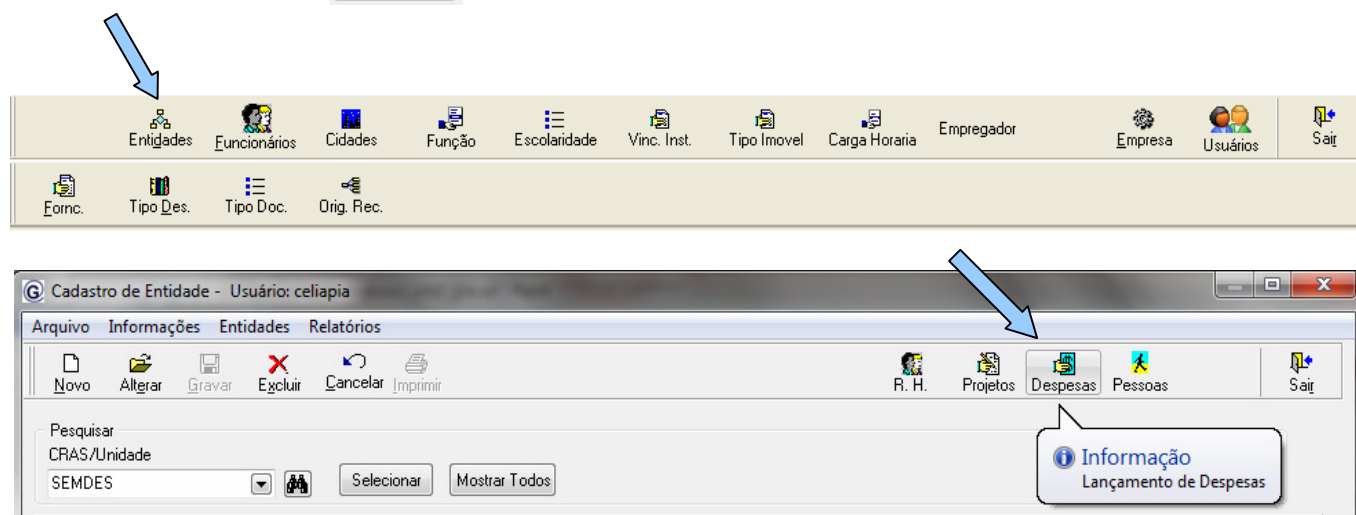 Entidades Funcionários Cidades Função Escolaridade Vinc. Inst. Tipo Imovel Carga Horaria Empregador Empresa Usuários Sair
Fornc. Tipo Des. Tipo Doc. Orig. Rec.
Cadastro de Entidade - Usuário: celiapia
Arquivo Informações Entidades Relatórios
Novo Alterar Gravar Excluir Cancelar Imprimir R. H. Projetos Despesas Pessoas Sair
Pesquisar
CRAS/Unidade
SEMDES Selecionar Mostrar Todos
Informação
Lançamento de Despesas